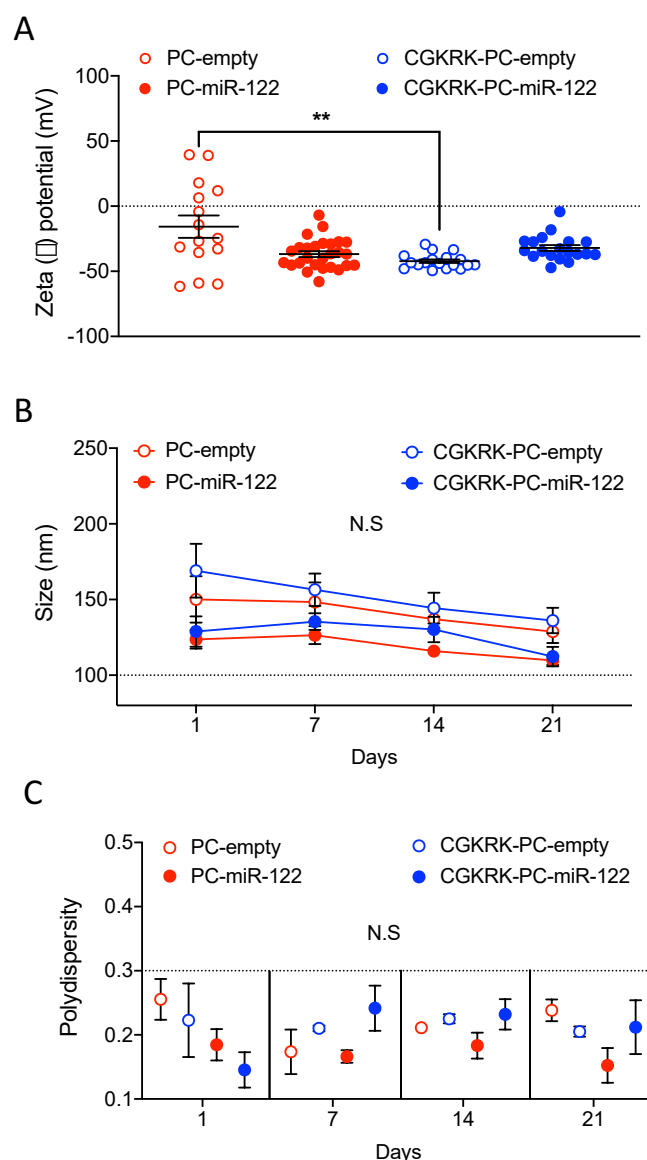 A
PC-empty CGKRK-PC-empty
PC-miR-122 CGKRK-PC-miR-122
Zeta (□) potential (mV)
100
50
0
-50
-100
**
B
PC-empty CGKRK-PC-empty
PC-miR-122 CGKRK-PC-miR-122
Size (nm)
250
200
150
100
N.S
1 7 14 21
Days
C
PC-empty CGKRK-PC-empty
PC-miR-122 CGKRK-PC-miR-122
Polydispersity
0.5
0.4
0.3
0.2
0.1
N.S
1 7 14 21
Days